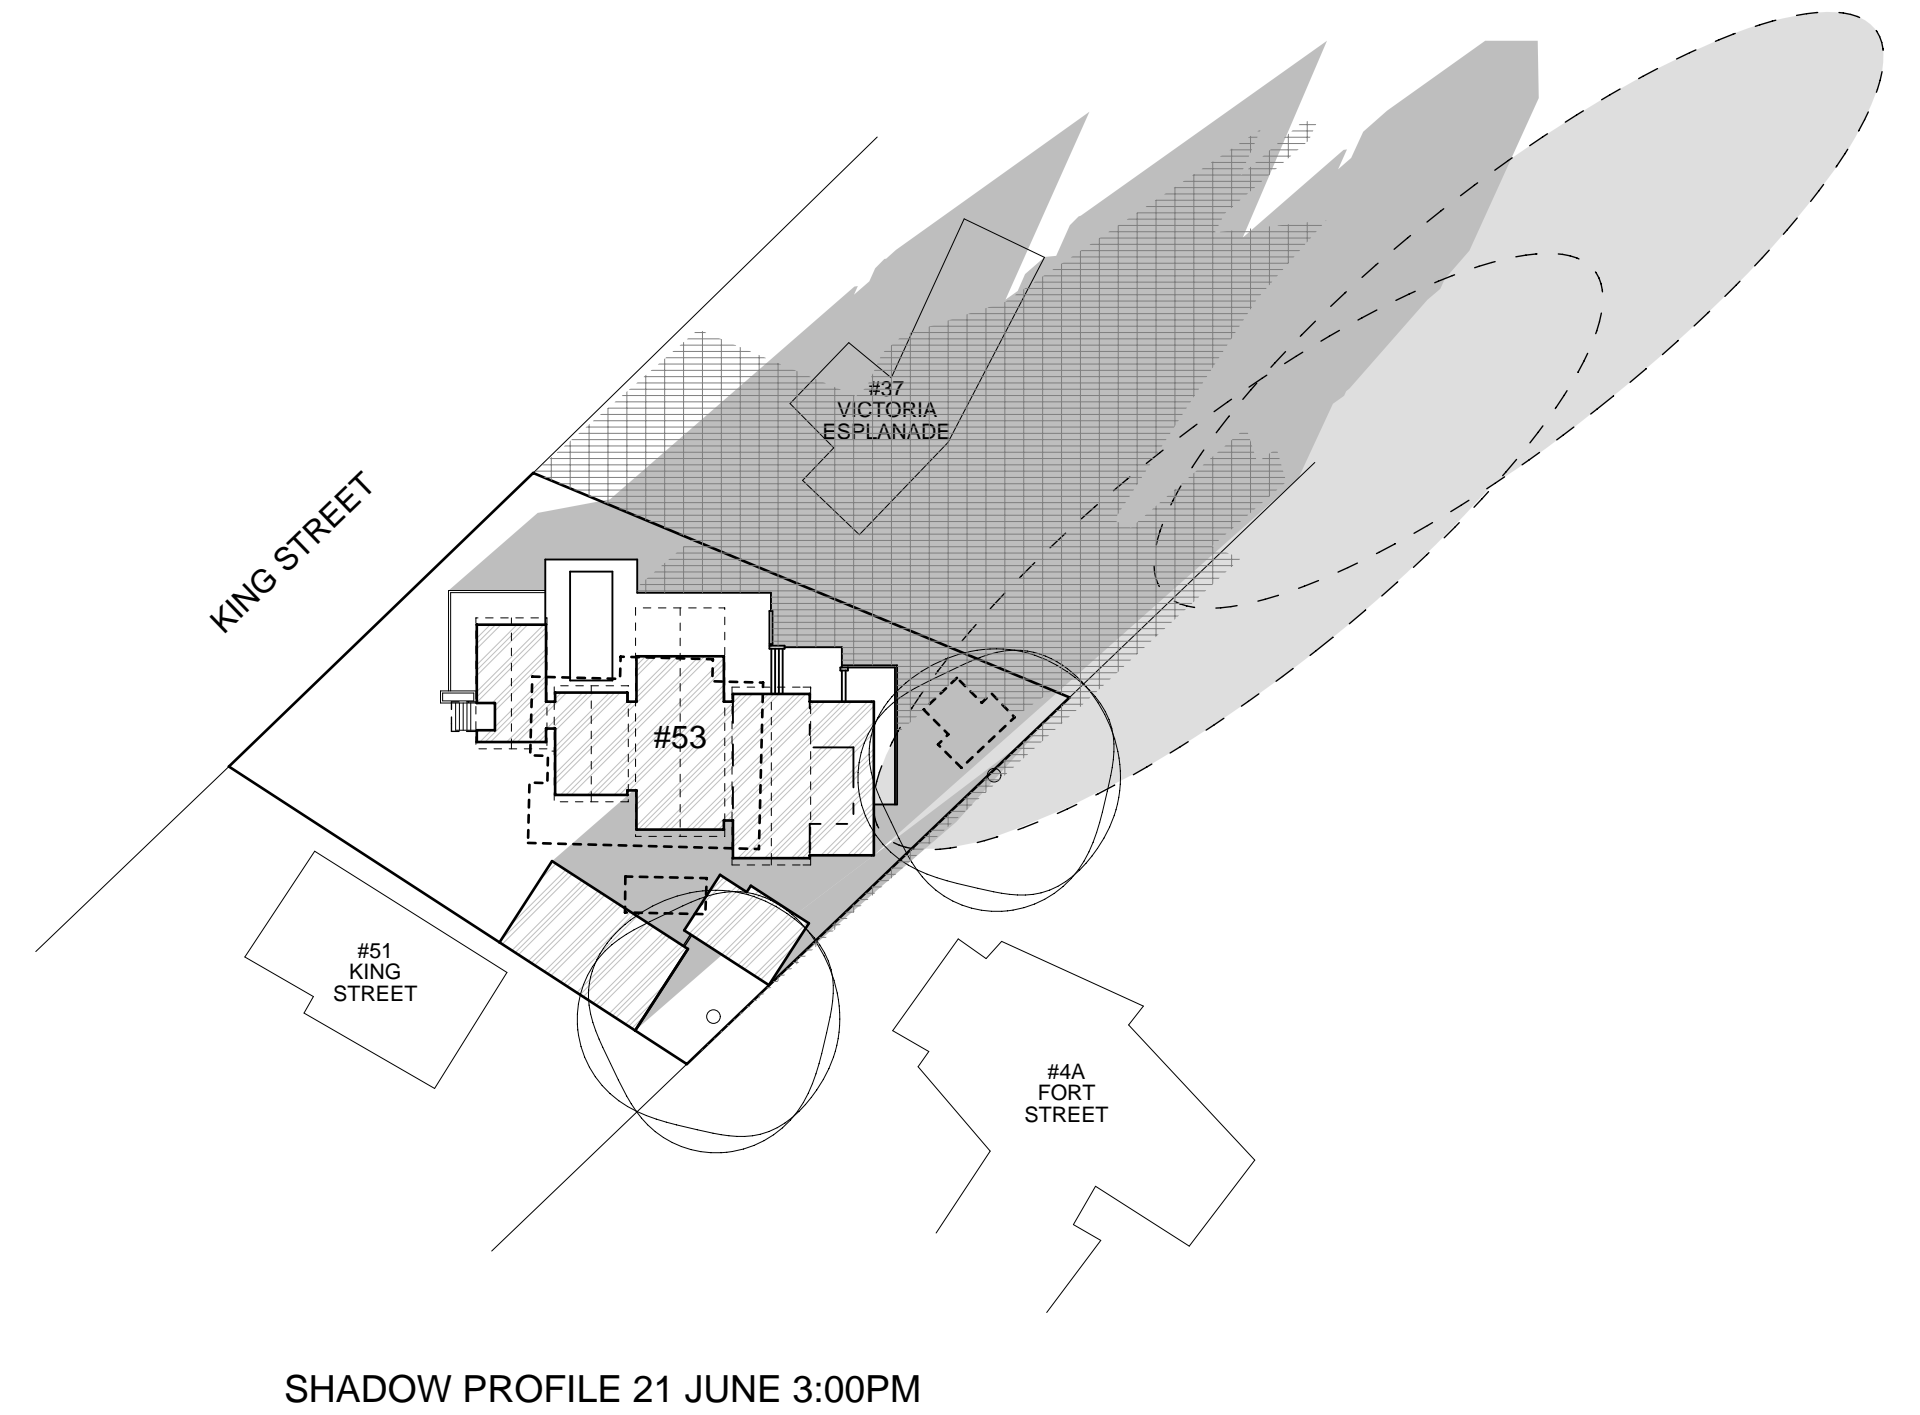 #37
VICTORIA
ESPLANADE
KING STREET
#53
#51
KING
STREET
#4A
FORT
STREET
SHADOW PROFILE 21 JUNE 3:00PM